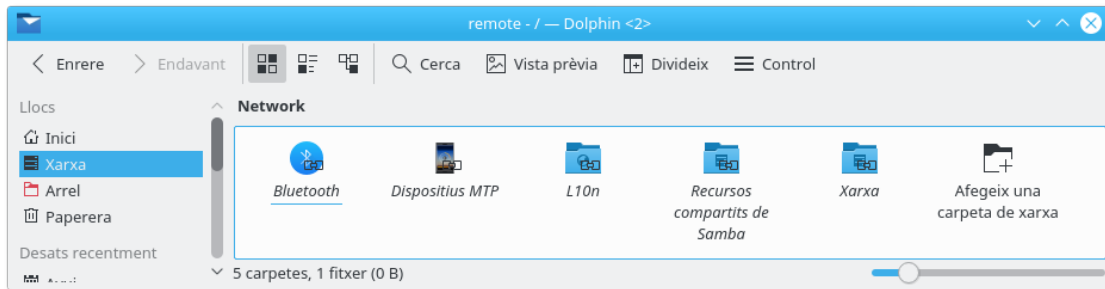 remote - / — Dolphin <2>
Enrere Endavant Cerca Vista prèvia Divideix Control
Llocs
Network
Inici
Xarxa
Arrel
Paperera
Desats recentment
Bluetooth
Dispositius MTP
L10n
Recursos
compartits de
Samba
Xarxa
Afegeix una
carpeta de xarxa
5 carpetes, 1 fitxer (0 B)